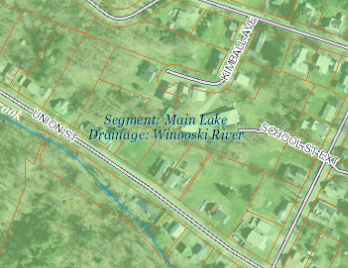 KIMBALL AVE
Segment: Main Lake
Drainage: Winooski River
UNION ST
SCHOOL ST EXT